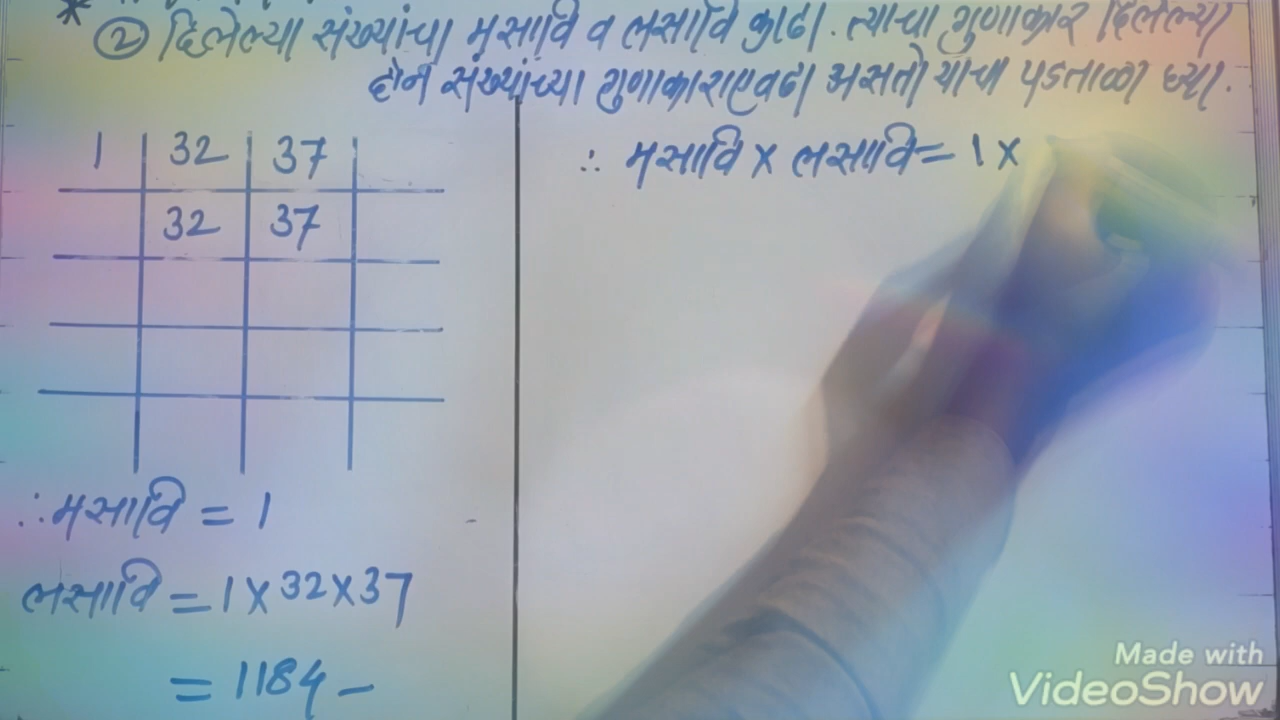 * ② दिलेल्या संख्यांचा मसावि व लसावि काढा. त्याचा गुणाकार दिलेल्या
दोन संख्यांच्या गुणाकाराएवढा असतो याचा पडताळा घ्या.
1 32 37
32 37
∴ मसावि = 1
लसावि = 1 × 32 × 37
= 1184 –
∴ मसावि × लसावि = 1 ×
Made with
VideoShow